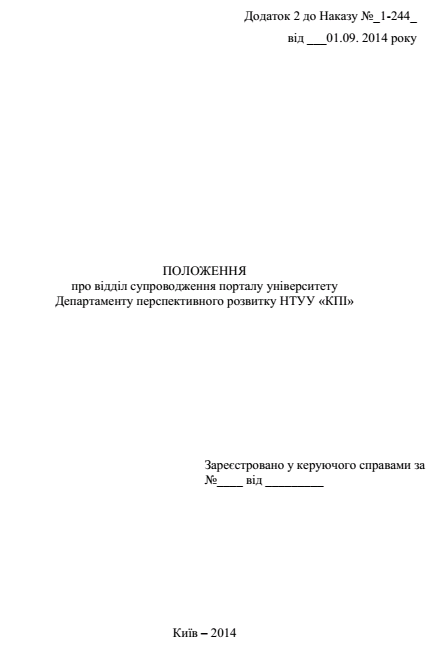 Додаток 2 до Наказу №_1-244_
від ___01.09. 2014 року
ПОЛОЖЕННЯ
про відділ супроводження порталу університету
Департаменту перспективного розвитку НТУУ «КПІ»
Зареєстровано у керуючого справами за
№____ від _________
Київ – 2014